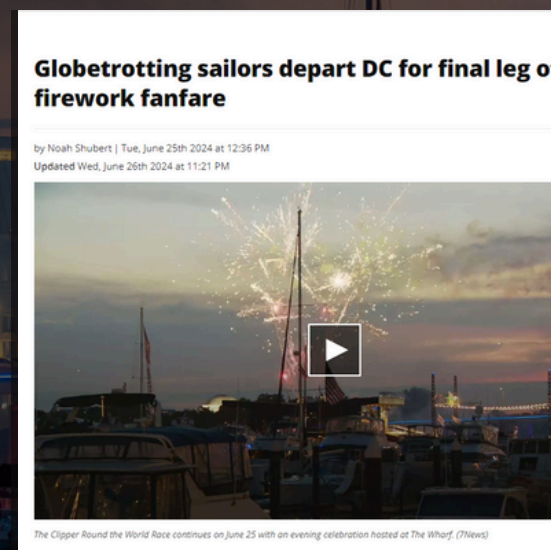 Globetrotting sailors depart DC for final leg
firework fanfare
by Noah Shubert | Tue, June 25th 2024 at 12:36 PM
Updated Wed, June 26th 2024 at 11:21 PM
The Clipper Round the World Race continues on June 25 with an evening celebration hosted at The Wharf. (7News)